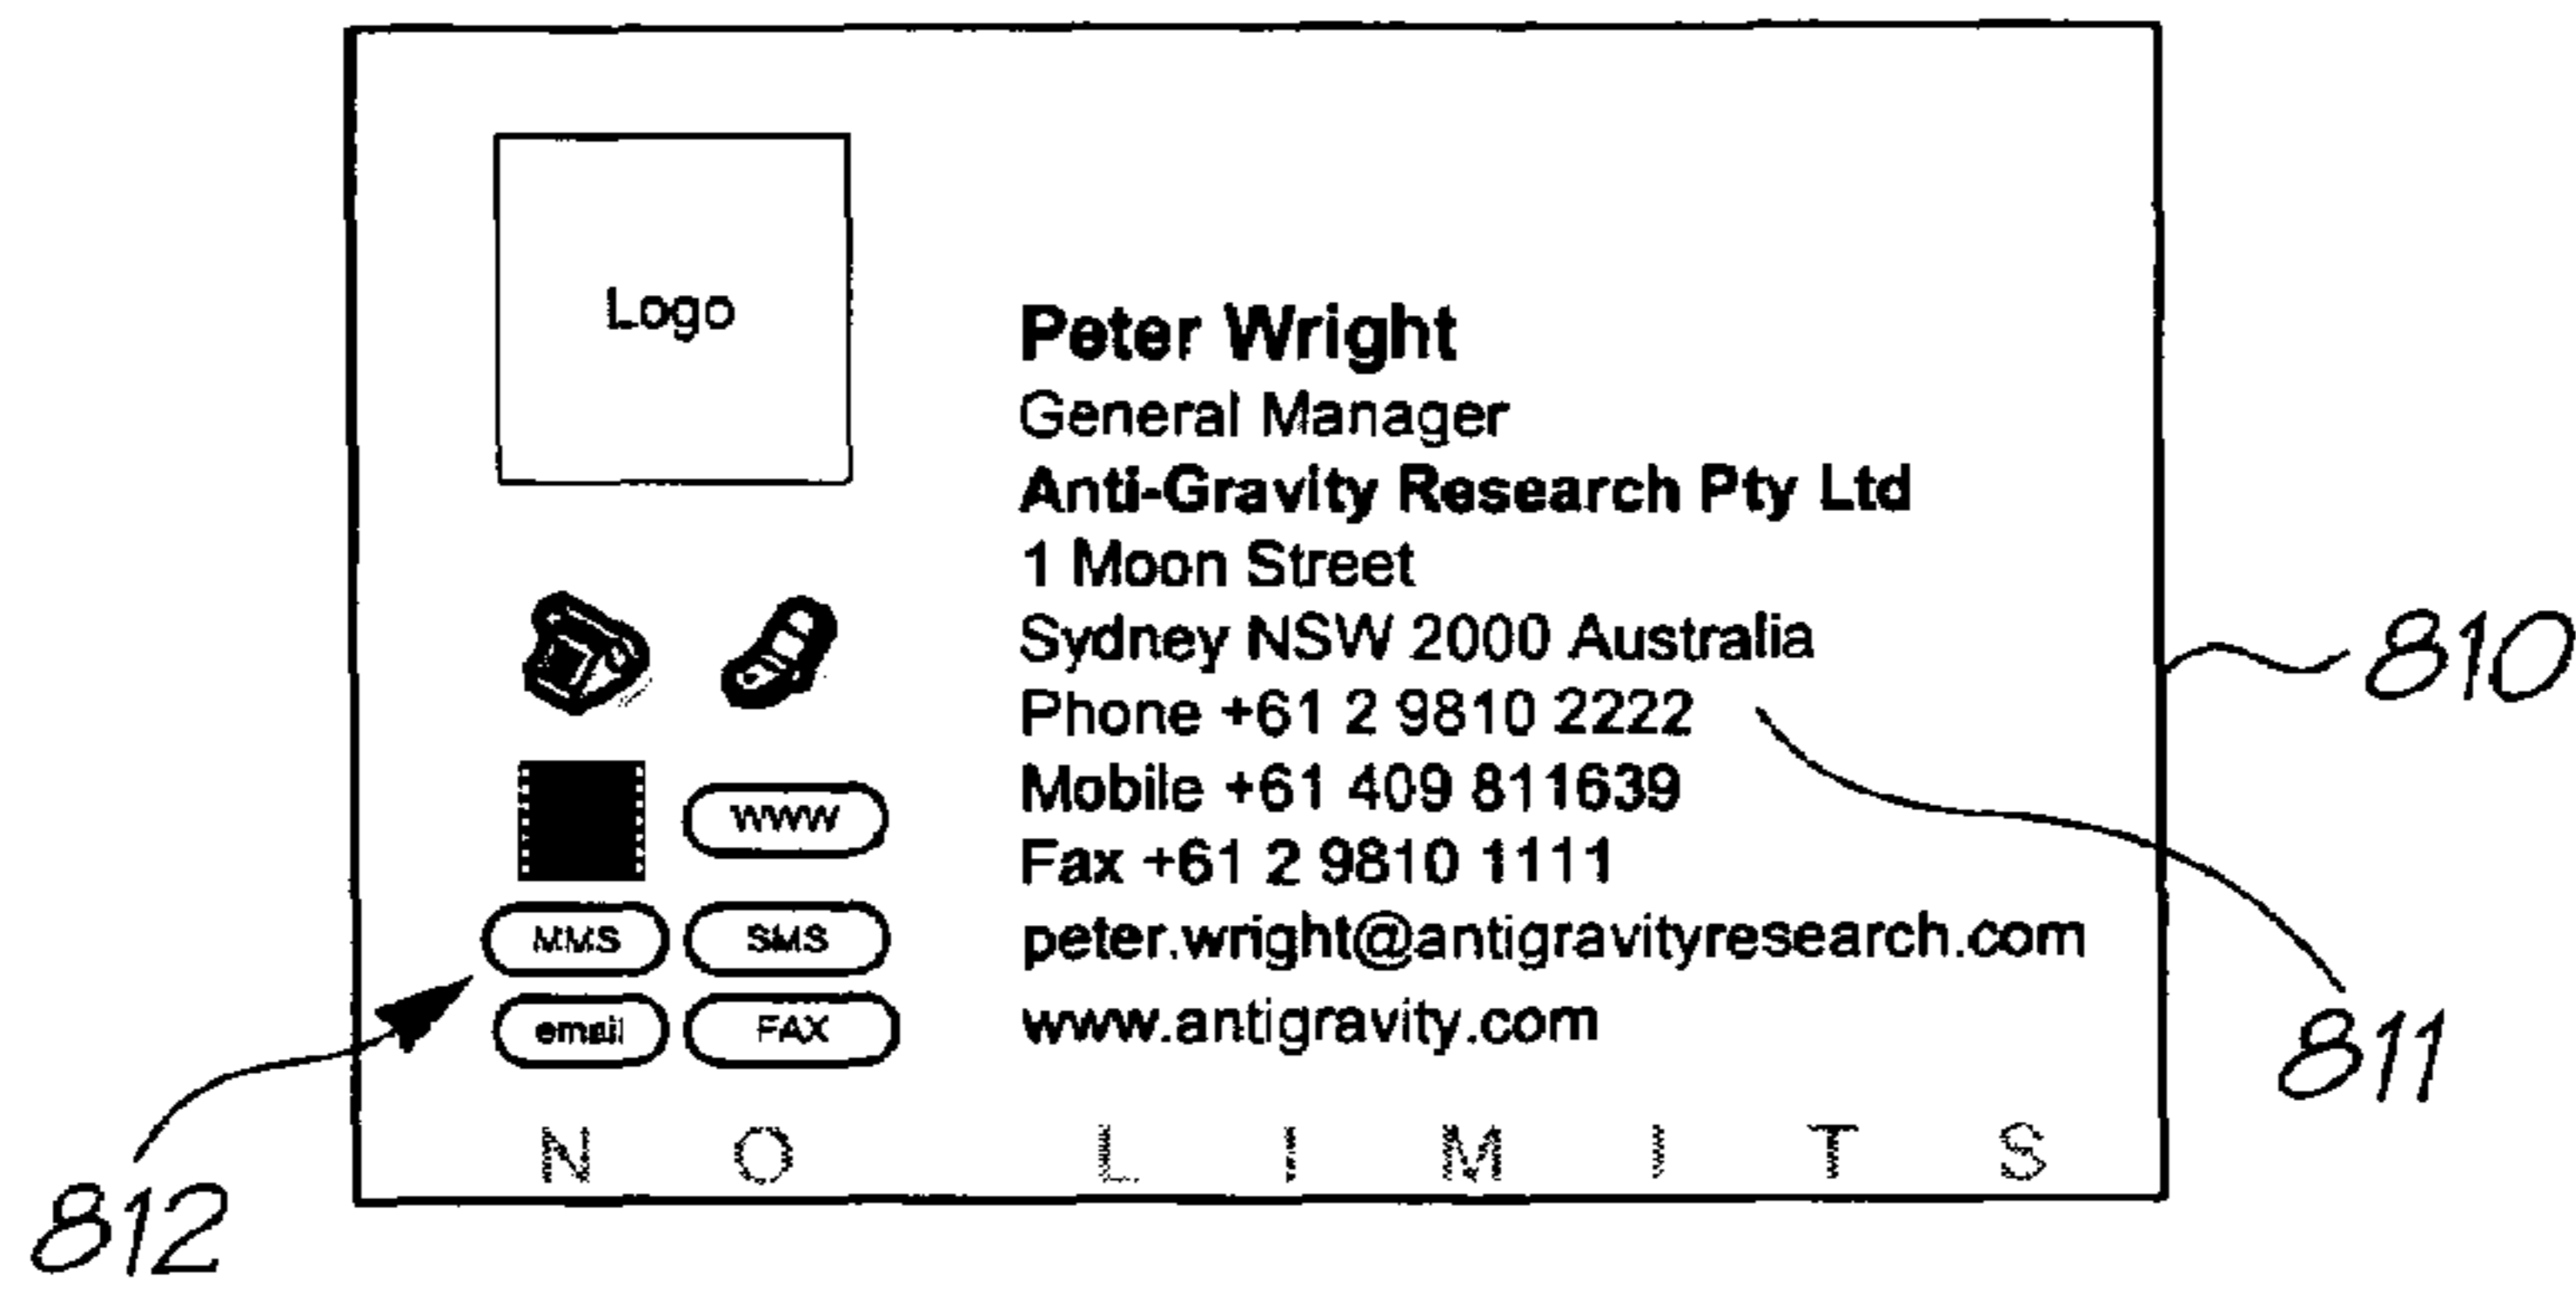 Logo
Peter Wright
General Manager
Anti-Gravity Research Pty Ltd
1 Moon Street
Sydney NSW 2000 Australia
Phone +61 2 9810 2222
Mobile +61 409 811639
Fax +61 2 9810 1111
peter.wright@antigravityresearch.com
www.antigravity.com
WWW
MMS SMS
email FAX
N O L I M I T S
810
811
812